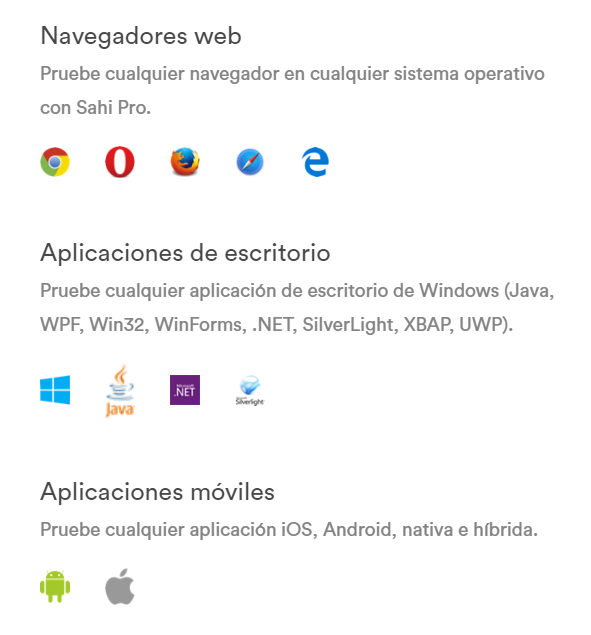 Navegadores web
Pruebe cualquier navegador en cualquier sistema operativo
con Sahi Pro.
Aplicaciones de escritorio
Pruebe cualquier aplicación de escritorio de Windows (Java,
WPF, Win32, WinForms, .NET, SilverLight, XBAP, UWP).
Java
Microsoft
.NET
Silverlight
Aplicaciones móviles
Pruebe cualquier aplicación iOS, Android, nativa e híbrida.